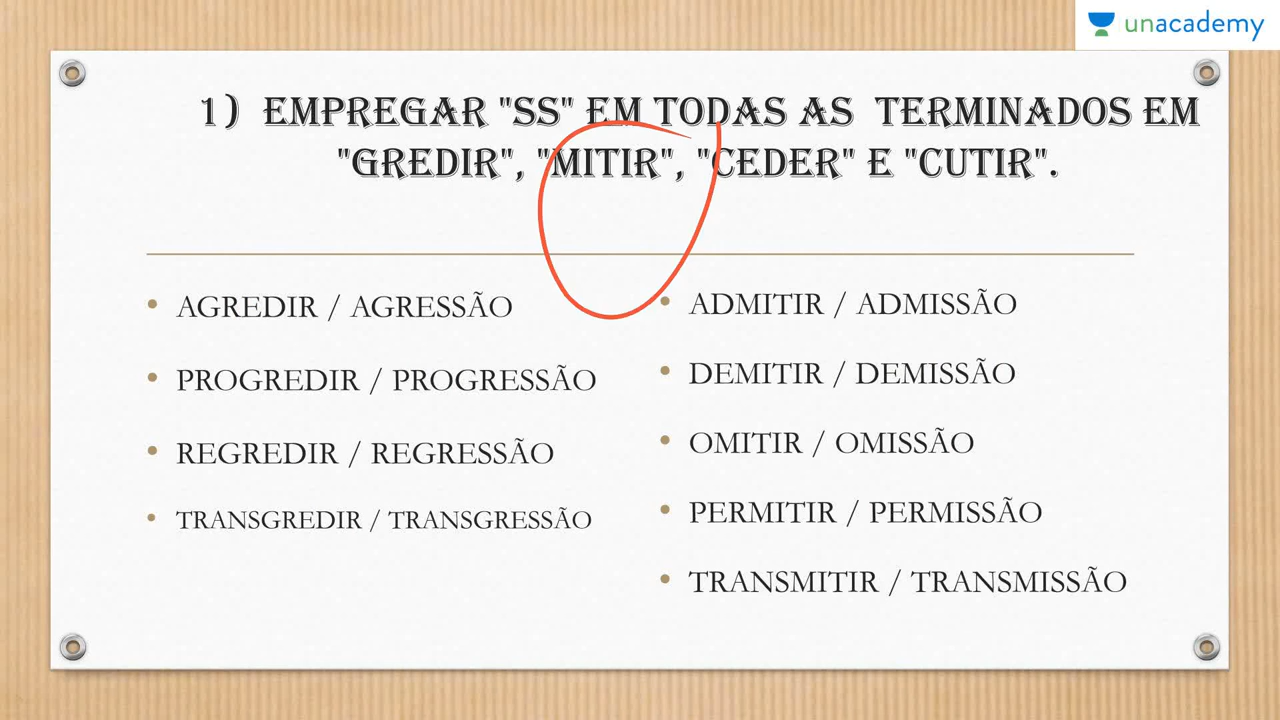 unacademy
1) EMPREGAR "SS" EM TODAS AS TERMINADOS EM
"GREDIR", "MITIR", "CEDER" E "CUTIR".
• AGREDIR / AGRESSÃO
• PROGREDIR / PROGRESSÃO
• REGREDIR / REGRESSÃO
• TRANSGREDIR / TRANSGRESSÃO
• ADMITIR / ADMISSÃO
• DEMITIR / DEMISSÃO
• OMITIR / OMISSÃO
• PERMITIR / PERMISSÃO
• TRANSMITIR / TRANSMISSÃO